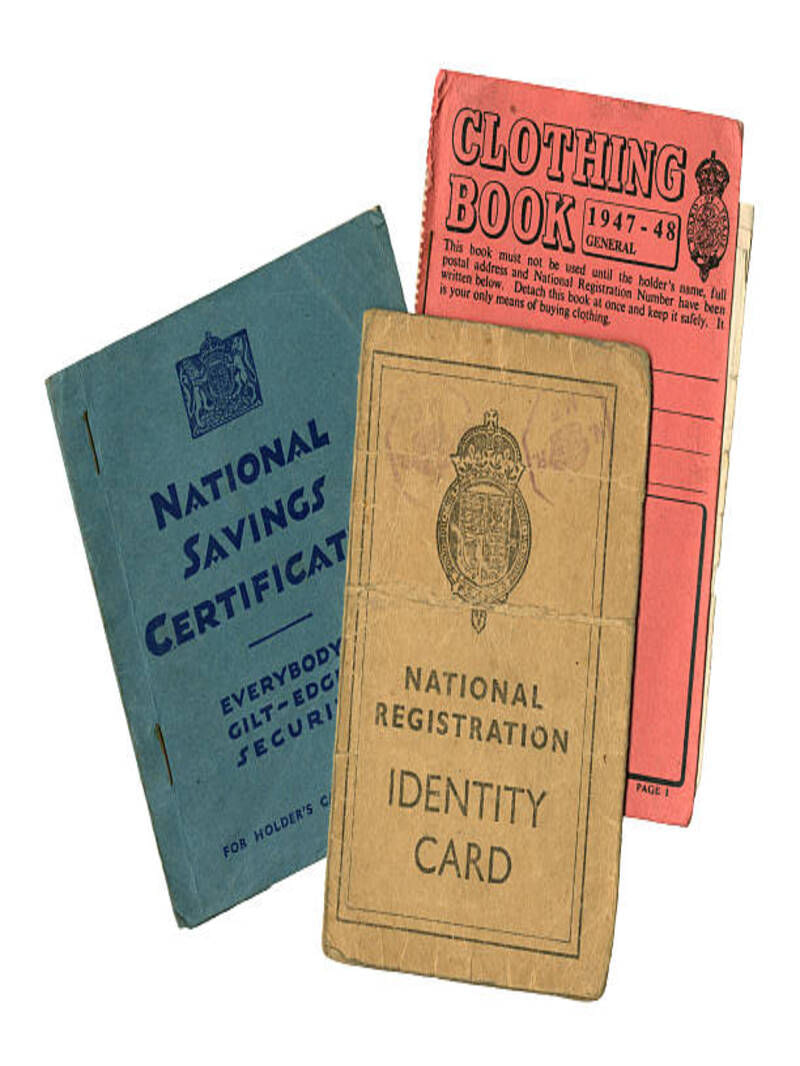 CLOTHING
BOOK
1947-48
GENERAL
This book must not be used until the holder's name, full
postal address and National Registration Number have been
written below. Detach this book at once and keep it safely. It
is your only means of buying clothing.
PAGE 1
NATIONAL
SAVINGS
CERTIFICAT
EVERYBODY
GILT-EDG
SECURI
FOR HOLDER'S
NATIONAL
REGISTRATION
IDENTITY
CARD